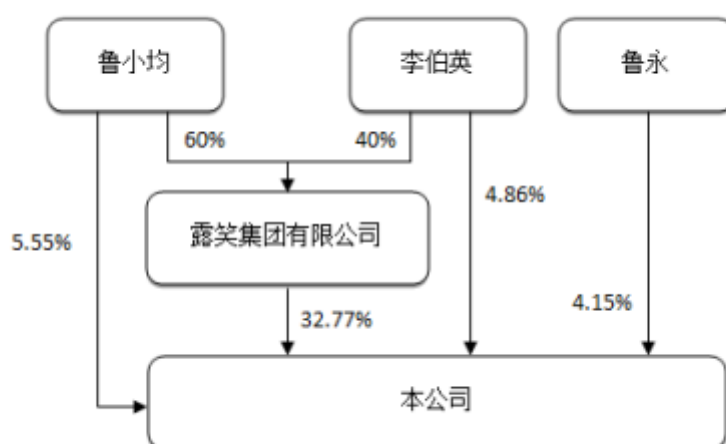 鲁小均
李伯英
鲁永
60%
40%
4.86%
露笑集团有限公司
5.55%
4.15%
32.77%
本公司